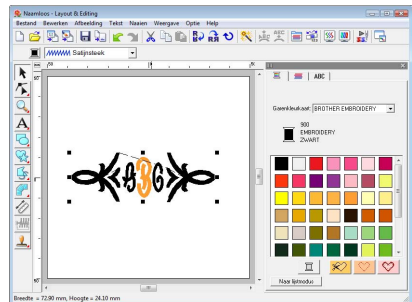 Naamloos - Layout & Editing
Bestand Bewerken Afbeelding Tekst Naaien Weergave Optie Help
Satijnsteek
ABC
Garenkleurkaart: BROTHER EMBROIDERY
900
EMBROIDERY
ZWART
ABC
Naar lijstmodus
Breedte = 72.90 mm, Hoogte = 24.10 mm